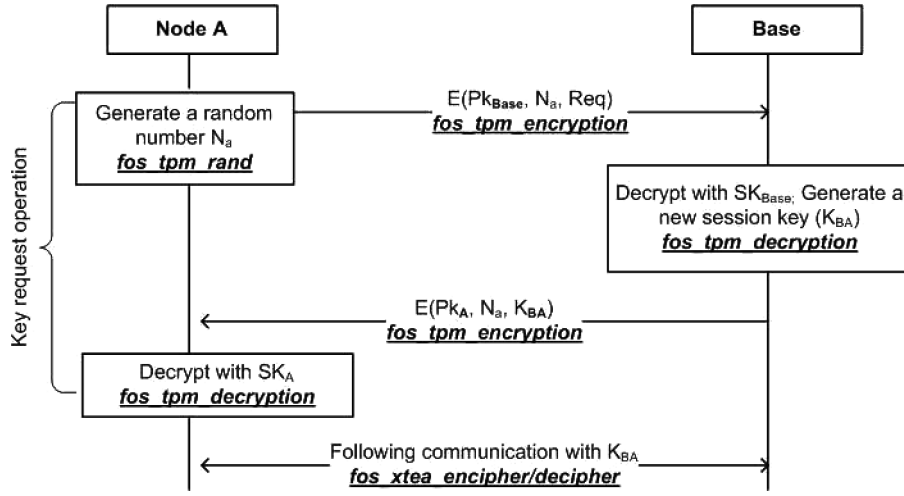 Node A
Base
Key request operation
Generate a random
number Na
fos_tpm_rand
E(PkBase, Na, Req)
fos_tpm_encryption
Decrypt with SKBase; Generate a
new session key (KBA)
fos_tpm_decryption
E(PkA, Na, KBA)
fos_tpm_encryption
Decrypt with SKA
fos_tpm_decryption
Following communication with KBA
fos_xtea_encipher/decipher